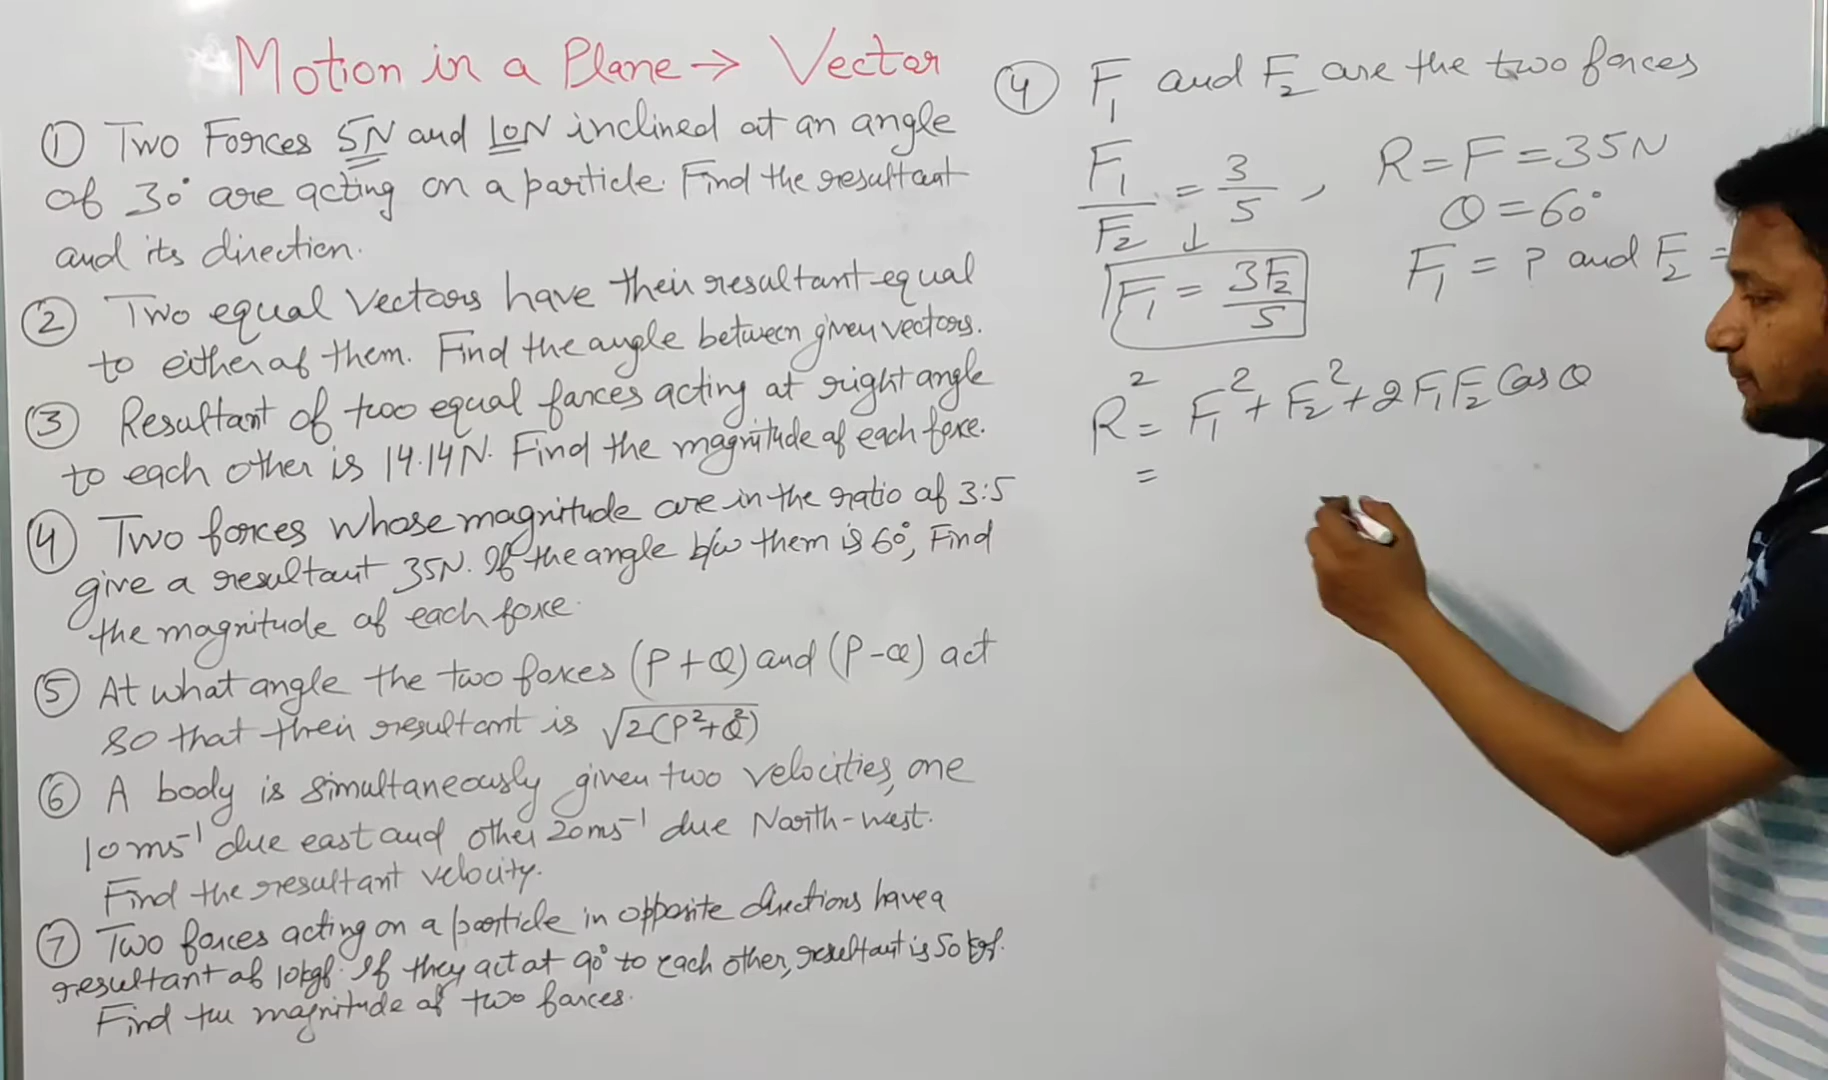 Motion in a Plane → Vector
① Two Forces 5N and 10N inclined at an angle
of 30° are acting on a particle. Find the resultant
and its direction.
② Two equal Vectors have their resultant equal
to either of them. Find the angle between given vectors.
③ Resultant of two equal forces acting at right angle
to each other is 14.14N. Find the magnitude of each force.
④ Two forces whose magnitude are in the ratio of 3:5
give a resultant 35N. If the angle b/w them is 60°, Find
the magnitude of each force.
⑤ At what angle the two forces (P+Q) and (P-Q) act
so that their resultant is √2(P²+Q²)
⑥ A body is simultaneously given two velocities, one
10 ms⁻¹ due east and other 20 ms⁻¹ due North-west.
Find the resultant velocity.
⑦ Two forces acting on a particle in opposite directions have a
resultant of 10kgf. If they act at 90° to each other, resultant is 50 kgf.
Find the magnitude of two forces.
④ F₁ and F₂ are the two forces
F₁/F₂ = 3/5 , R = F = 35N
θ = 60°
↓
F₁ = 3F₂/5
F₁ = ? and F₂ =
R² = F₁² + F₂² + 2F₁F₂ Cos θ
=